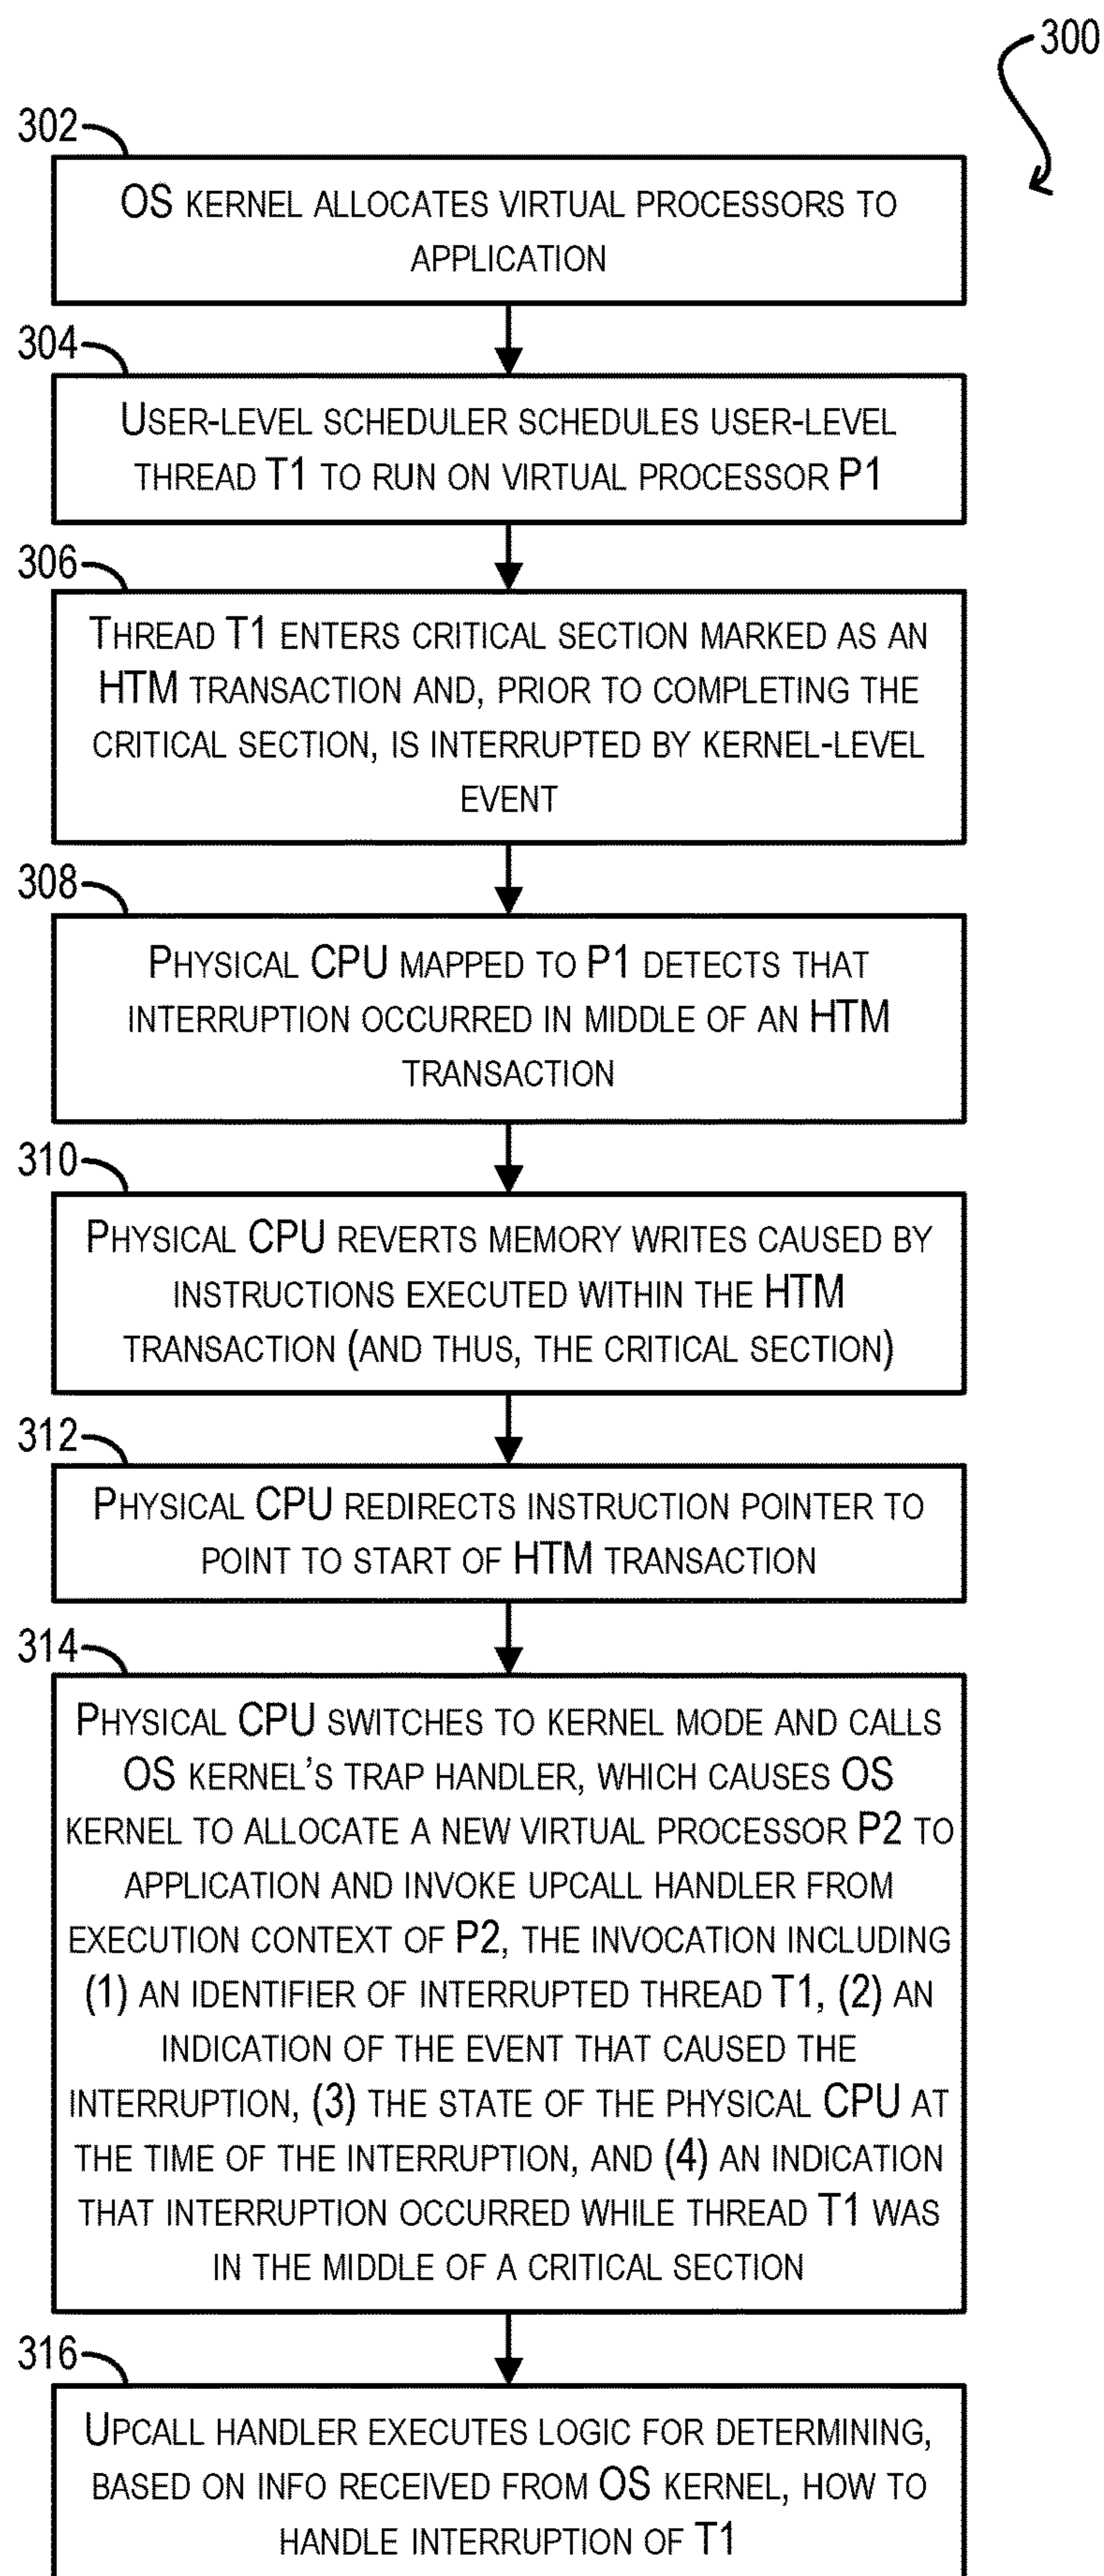 300
302
OS KERNEL ALLOCATES VIRTUAL PROCESSORS TO
APPLICATION
304
USER-LEVEL SCHEDULER SCHEDULES USER-LEVEL
THREAD T1 TO RUN ON VIRTUAL PROCESSOR P1
306
THREAD T1 ENTERS CRITICAL SECTION MARKED AS AN
HTM TRANSACTION AND, PRIOR TO COMPLETING THE
CRITICAL SECTION, IS INTERRUPTED BY KERNEL-LEVEL
EVENT
308
PHYSICAL CPU MAPPED TO P1 DETECTS THAT
INTERRUPTION OCCURRED IN MIDDLE OF AN HTM
TRANSACTION
310
PHYSICAL CPU REVERTS MEMORY WRITES CAUSED BY
INSTRUCTIONS EXECUTED WITHIN THE HTM
TRANSACTION (AND THUS, THE CRITICAL SECTION)
312
PHYSICAL CPU REDIRECTS INSTRUCTION POINTER TO
POINT TO START OF HTM TRANSACTION
314
PHYSICAL CPU SWITCHES TO KERNEL MODE AND CALLS
OS KERNEL'S TRAP HANDLER, WHICH CAUSES OS
KERNEL TO ALLOCATE A NEW VIRTUAL PROCESSOR P2 TO
APPLICATION AND INVOKE UPCALL HANDLER FROM
EXECUTION CONTEXT OF P2, THE INVOCATION INCLUDING
(1) AN IDENTIFIER OF INTERRUPTED THREAD T1, (2) AN
INDICATION OF THE EVENT THAT CAUSED THE
INTERRUPTION, (3) THE STATE OF THE PHYSICAL CPU AT
THE TIME OF THE INTERRUPTION, AND (4) AN INDICATION
THAT INTERRUPTION OCCURRED WHILE THREAD T1 WAS
IN THE MIDDLE OF A CRITICAL SECTION
316
UPCALL HANDLER EXECUTES LOGIC FOR DETERMINING,
BASED ON INFO RECEIVED FROM OS KERNEL, HOW TO
HANDLE INTERRUPTION OF T1